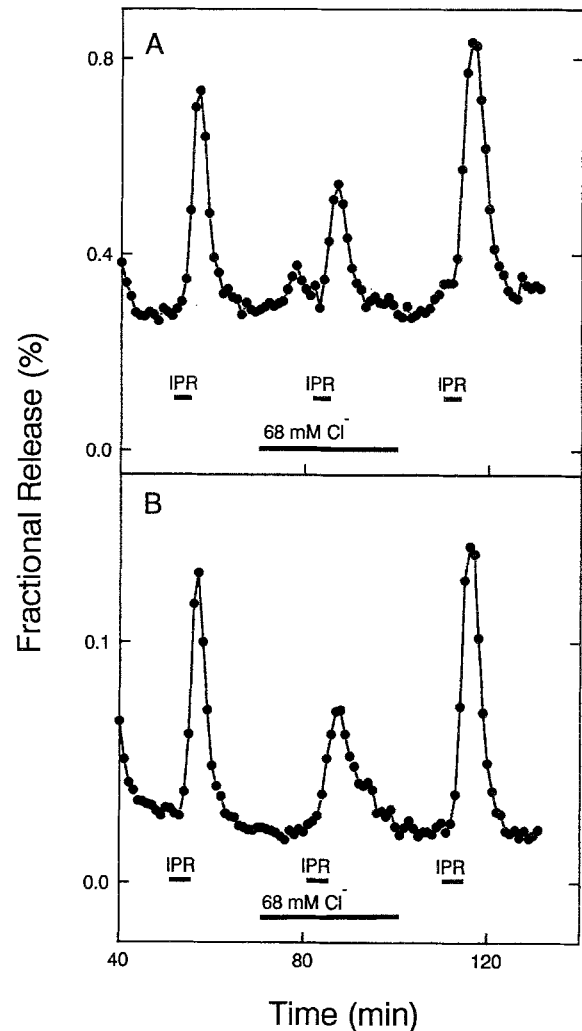 A
0.8
0.4
IPR IPR IPR
68 mM Cl⁻
0.0
Fractional Release (%)
B
0.1
IPR IPR IPR
0.0
68 mM Cl⁻
40 80 120
Time (min)